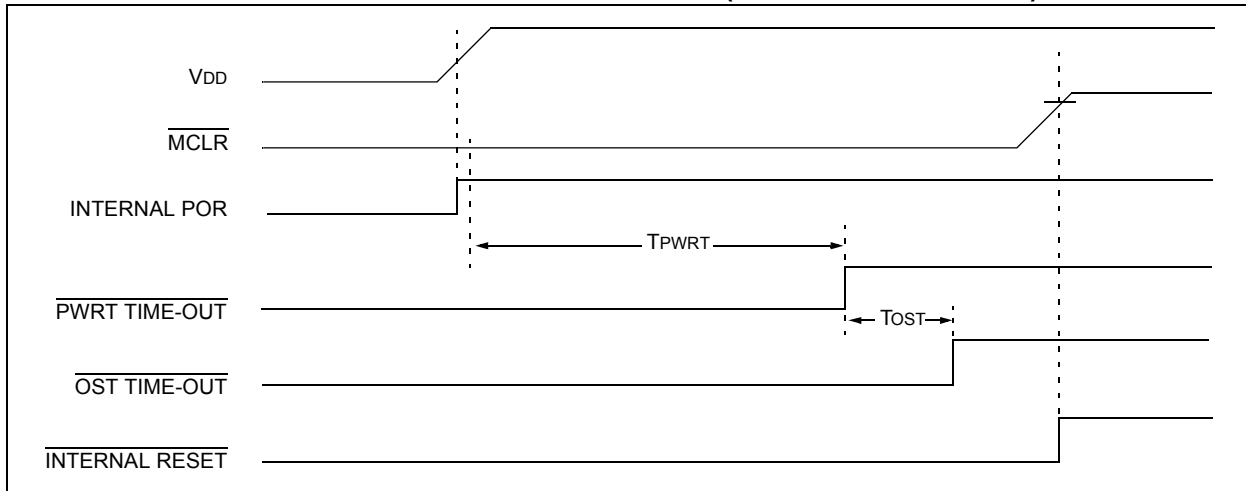 VDD
MCLR
INTERNAL POR
TPWRT
PWRT TIME-OUT
TOST
OST TIME-OUT
INTERNAL RESET